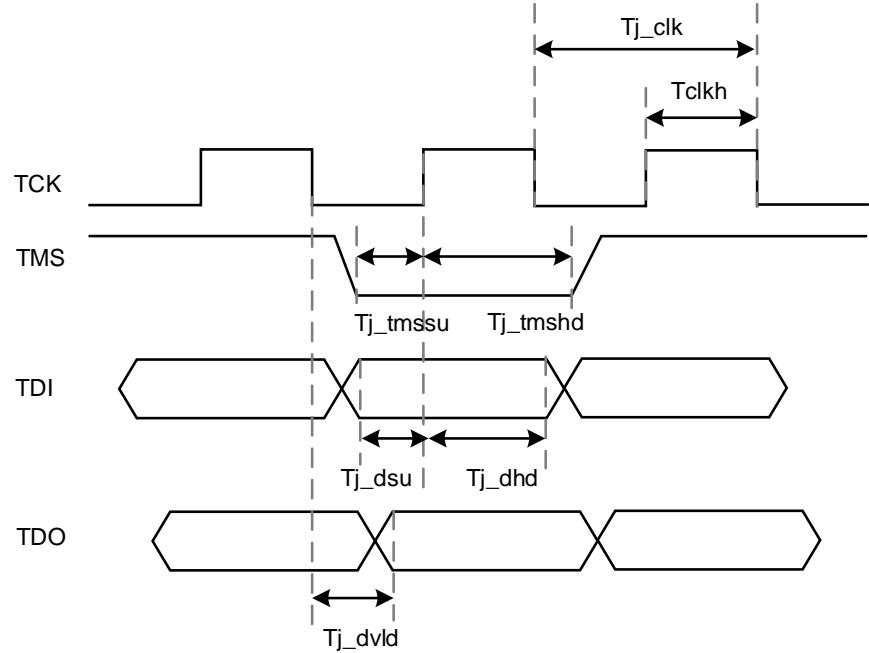 Tj_clk
Tclkh
TCK
TMS
Tj_tmssu Tj_tmshd
TDI
Tj_dsu Tj_dhd
TDO
Tj_dvld